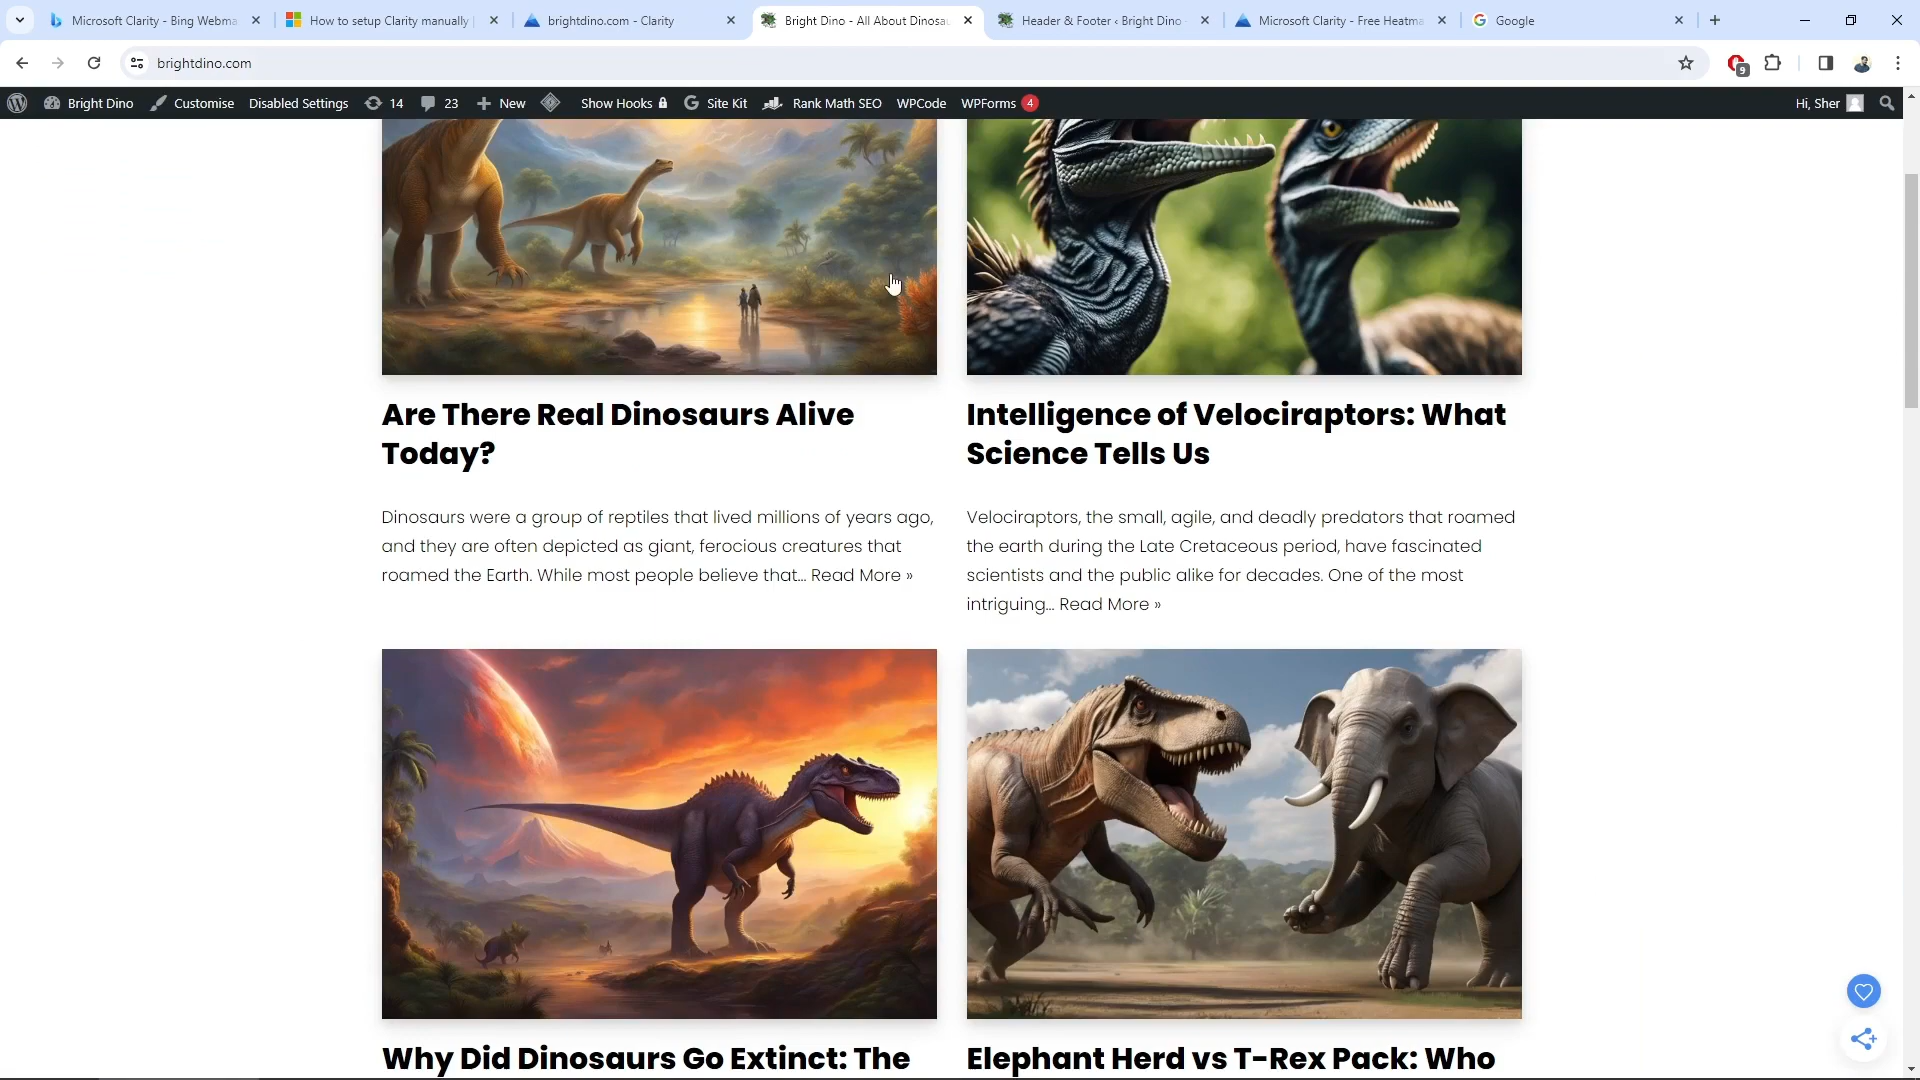 Microsoft Clarity - Bing Webma
How to setup Clarity manually
brightdino.com - Clarity
Bright Dino - All About Dinosau
Header & Footer ‹ Bright Dino
Microsoft Clarity - Free Heatma
Google
brightdino.com
9
Bright Dino
Customise
Disabled Settings
14
23
New
Show Hooks
Site Kit
Rank Math SEO
WPCode
WPForms 4
Hi, Sher
Are There Real Dinosaurs Alive
Today?
Dinosaurs were a group of reptiles that lived millions of years ago,
and they are often depicted as giant, ferocious creatures that
roamed the Earth. While most people believe that... Read More »
Intelligence of Velociraptors: What
Science Tells Us
Velociraptors, the small, agile, and deadly predators that roamed
the earth during the Late Cretaceous period, have fascinated
scientists and the public alike for decades. One of the most
intriguing... Read More »
Why Did Dinosaurs Go Extinct: The
Elephant Herd vs T-Rex Pack: Who